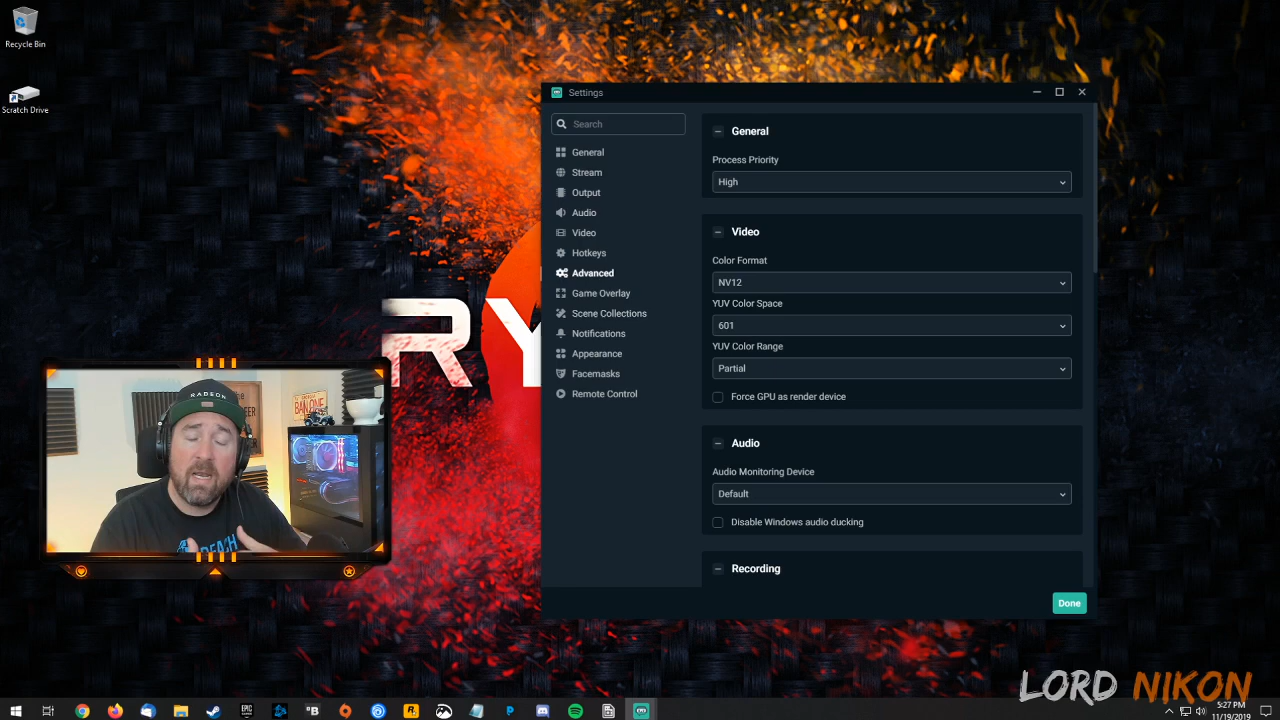 Recycle Bin
Scratch Drive
Settings
Search
General
Stream
Output
Audio
Video
Hotkeys
Advanced
Game Overlay
Scene Collections
Notifications
Appearance
Facemasks
Remote Control
General
Process Priority
High
Video
Color Format
NV12
YUV Color Space
601
YUV Color Range
Partial
Force GPU as render device
Audio
Audio Monitoring Device
Default
Disable Windows audio ducking
Recording
Done
RY
RADEON
BAN ONE
LORD NIKON
5:27 PM
11/19/2019